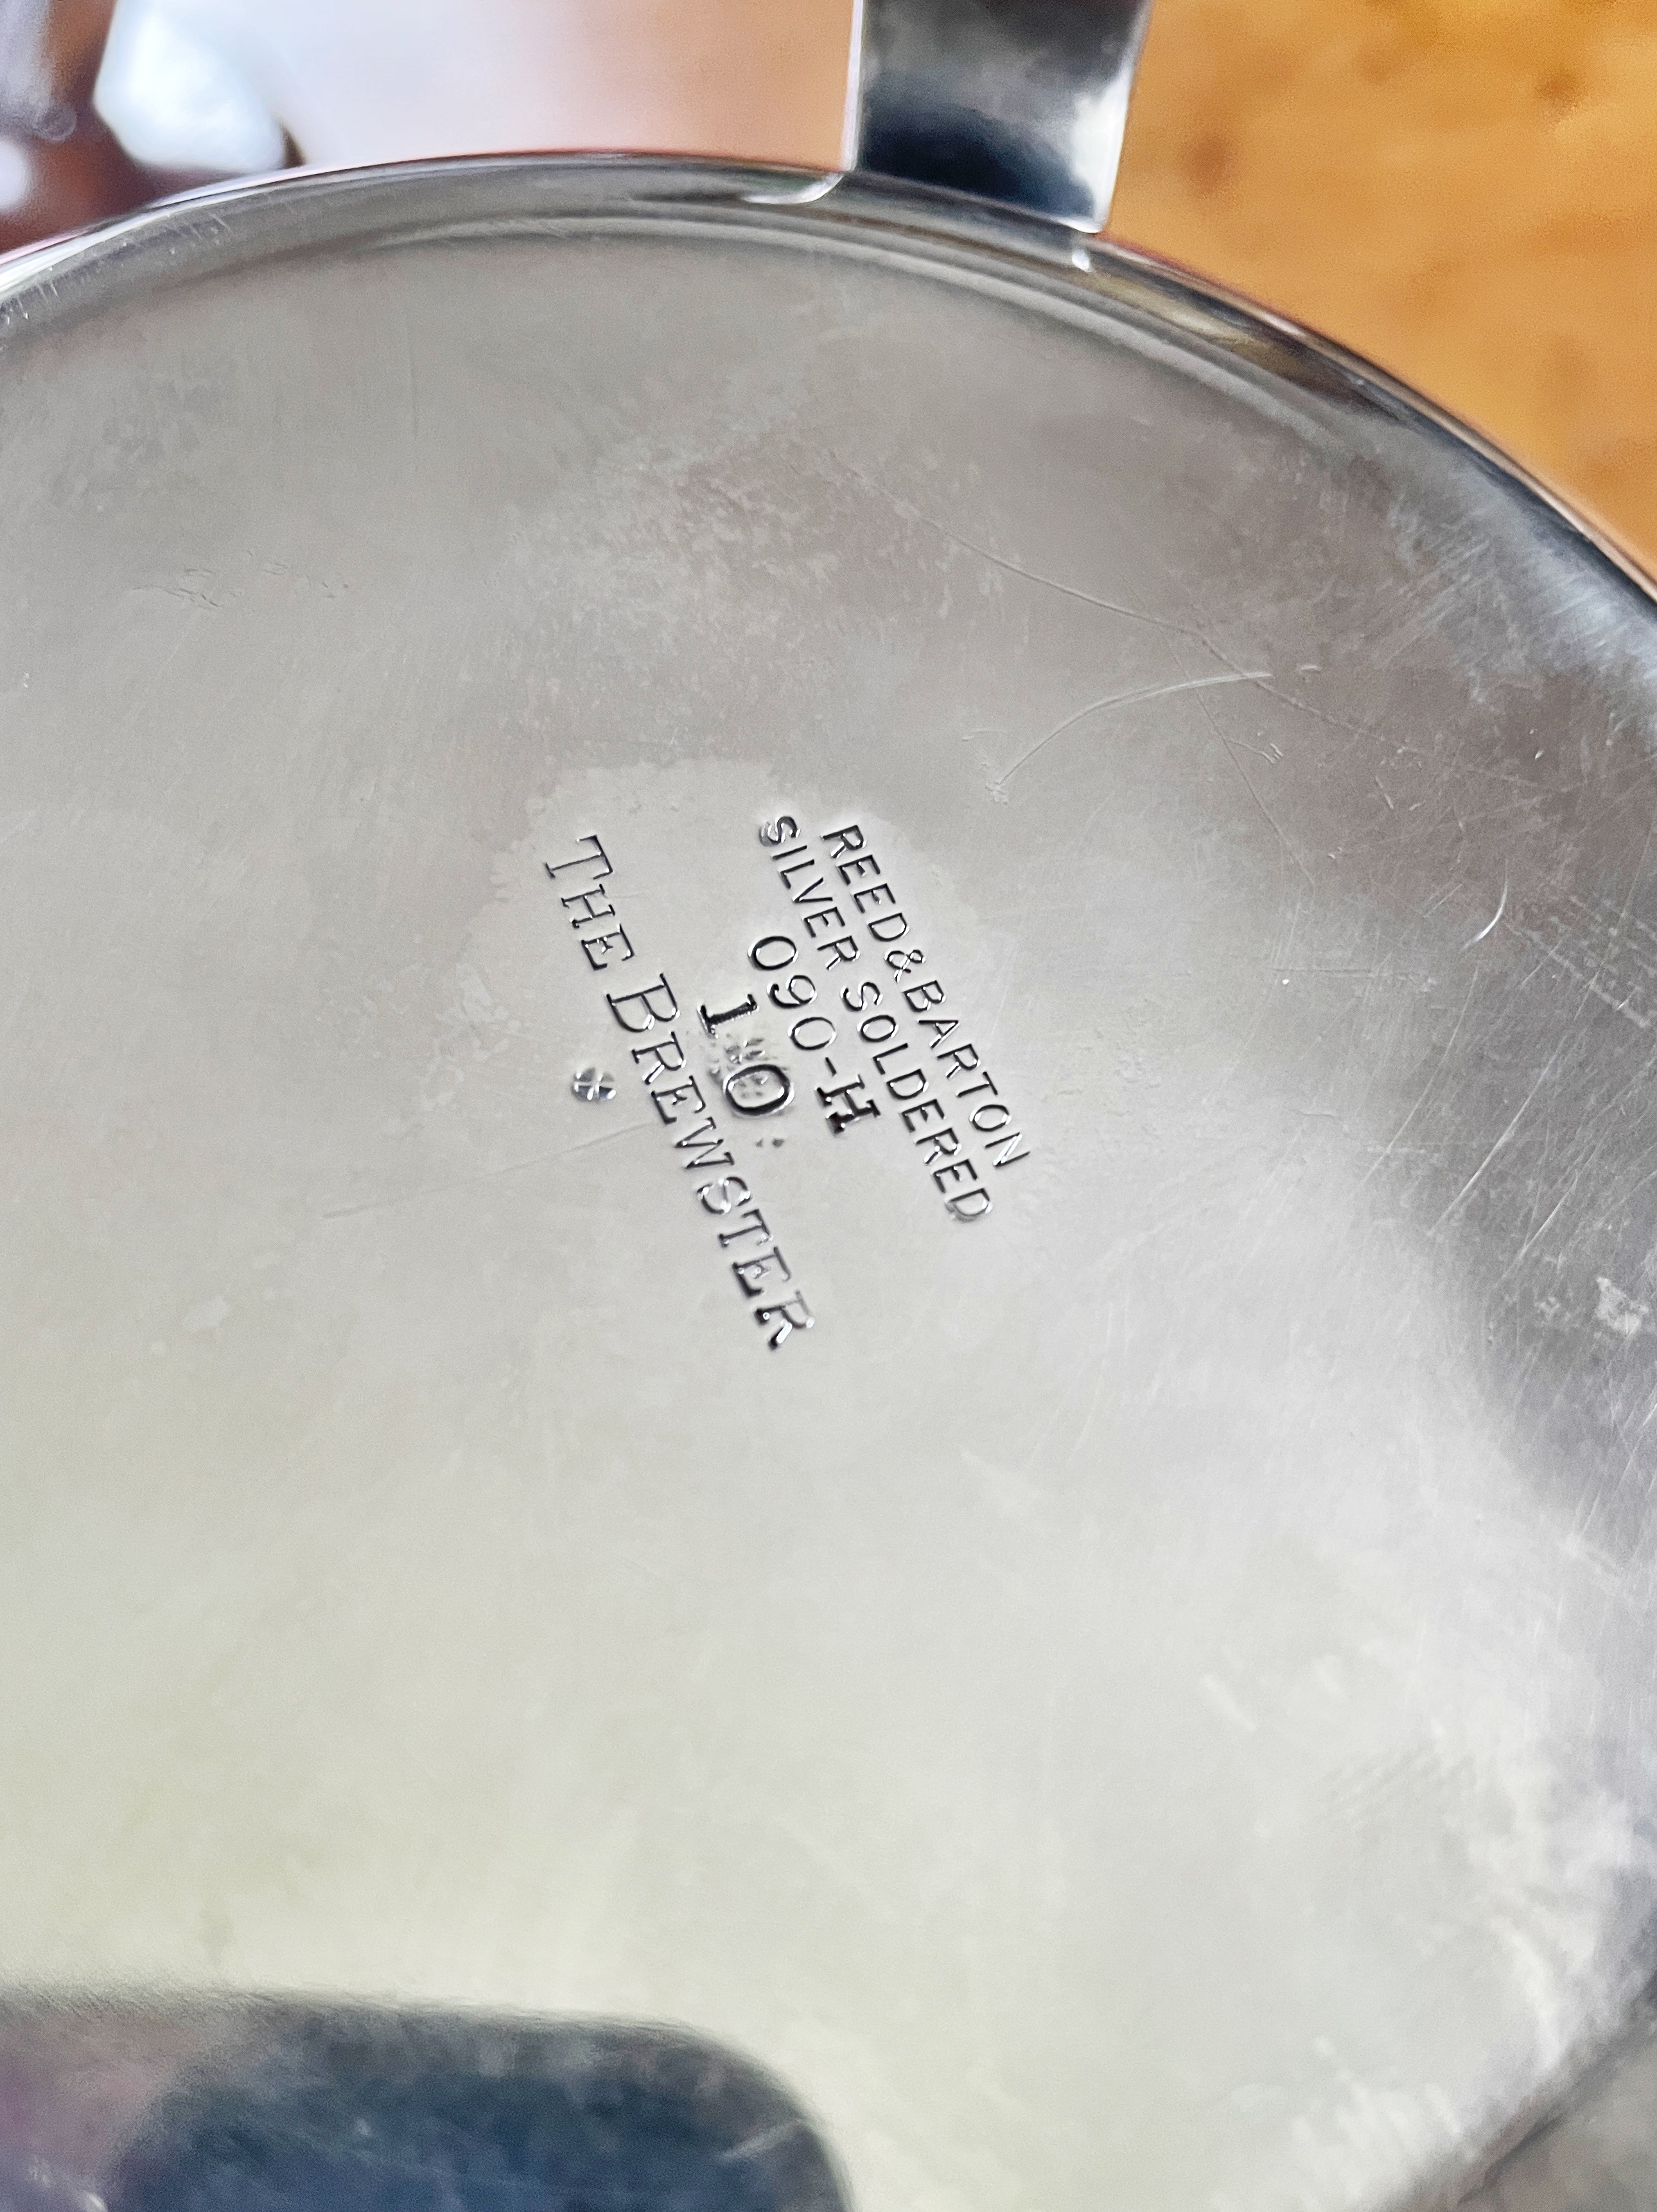 REED&BARTON
SILVER SOLDERED
090-H
10
THE BREWSTER